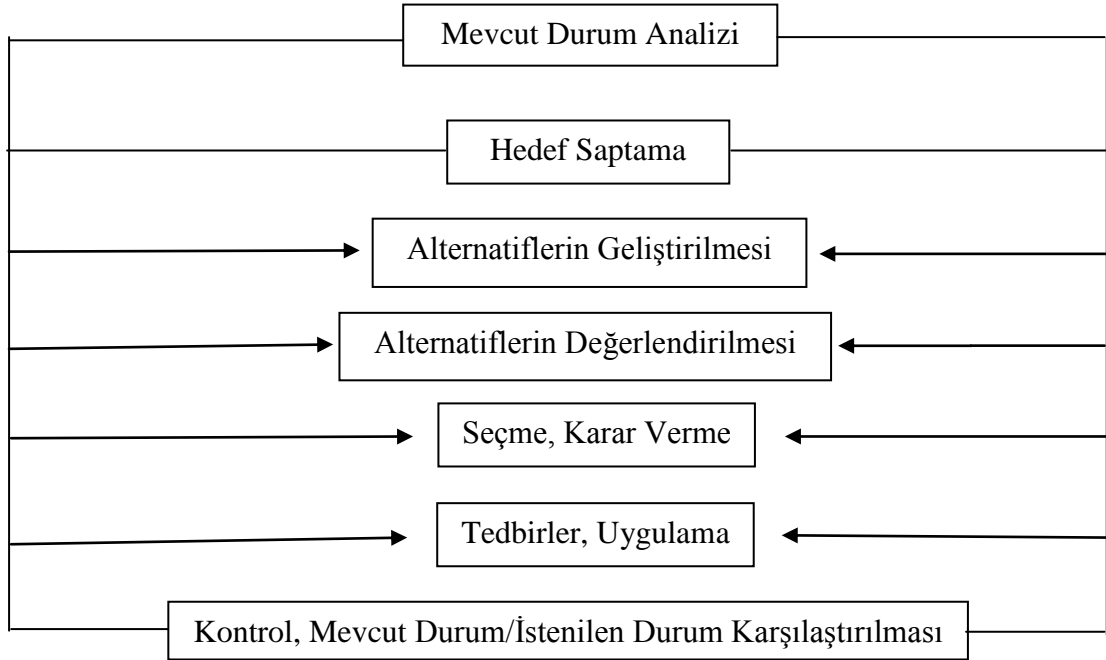 Mevcut Durum Analizi
Hedef Saptama
Alternatiflerin Geliştirilmesi
Alternatiflerin Değerlendirilmesi
Seçme, Karar Verme
Tedbirler, Uygulama
Kontrol, Mevcut Durum/İstenilen Durum Karşılaştırılması